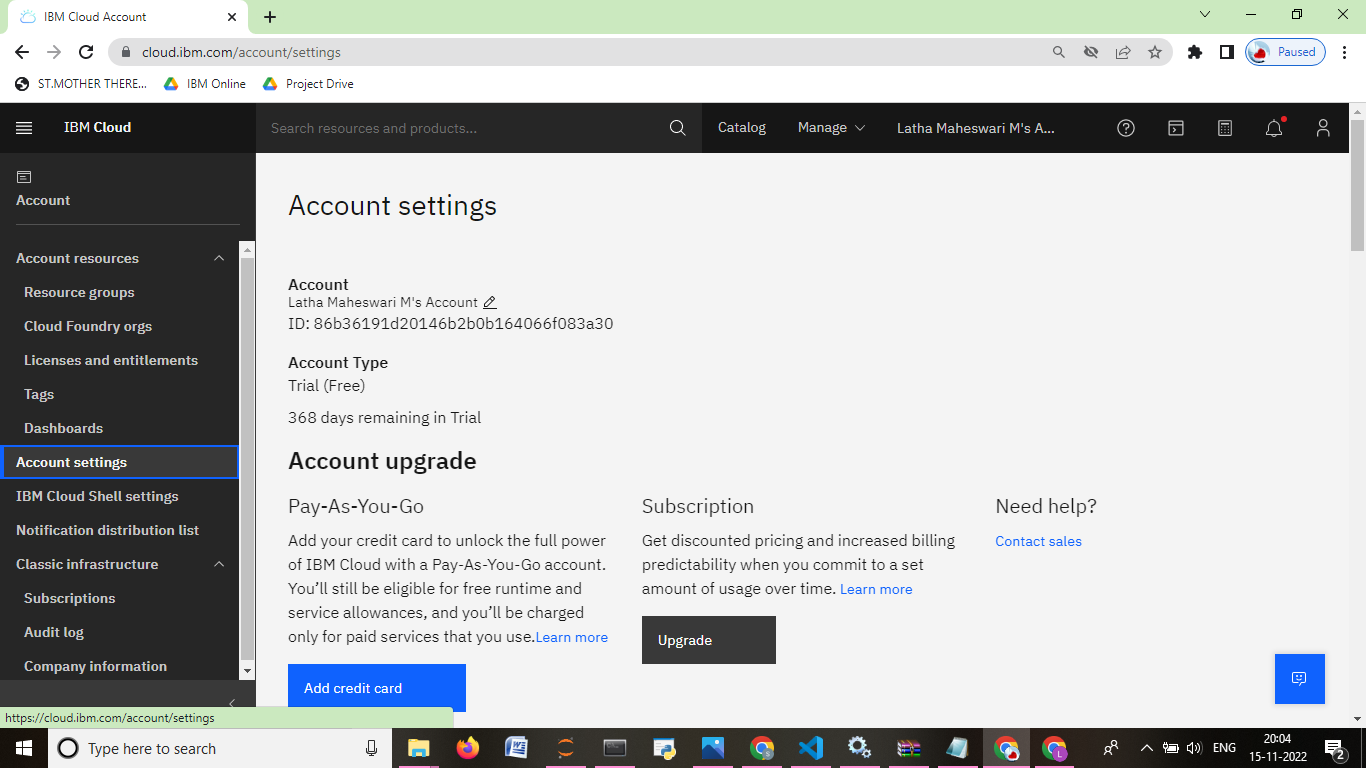 IBM Cloud Account
cloud.ibm.com/account/settings
Paused
ST.MOTHER THERE...
IBM Online
Project Drive
IBM Cloud
Search resources and products...
Catalog
Manage
Latha Maheswari M's A...
Account
Account resources
Resource groups
Cloud Foundry orgs
Licenses and entitlements
Tags
Dashboards
Account settings
IBM Cloud Shell settings
Notification distribution list
Classic infrastructure
Subscriptions
Audit log
Company information
https://cloud.ibm.com/account/settings
Account settings
Account
Latha Maheswari M's Account
ID: 86b36191d20146b2b0b164066f083a30
Account Type
Trial (Free)
368 days remaining in Trial
Account upgrade
Pay-As-You-Go
Add your credit card to unlock the full power
of IBM Cloud with a Pay-As-You-Go account.
You’ll still be eligible for free runtime and
service allowances, and you’ll be charged
only for paid services that you use.Learn more
Add credit card
Subscription
Get discounted pricing and increased billing
predictability when you commit to a set
amount of usage over time. Learn more
Upgrade
Need help?
Contact sales
Type here to search
ENG
20:04
15-11-2022
2